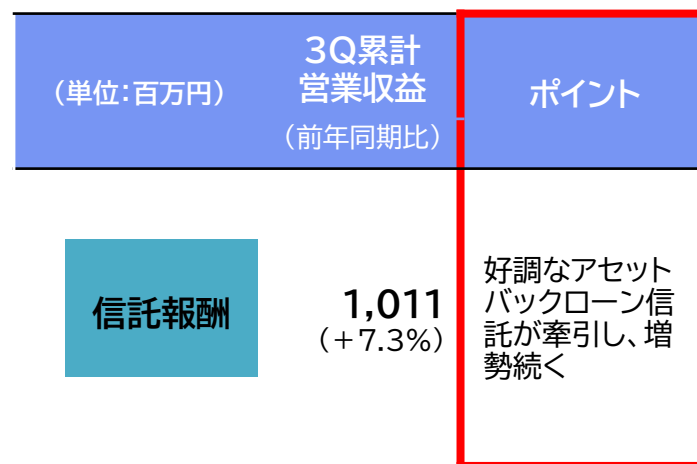 （単位：百万円）
3Q累計
営業収益
（前年同期比）
ポイント
信託報酬
1,011
（＋7.3%）
好調なアセット
バックローン信
託が牽引し、増
勢続く